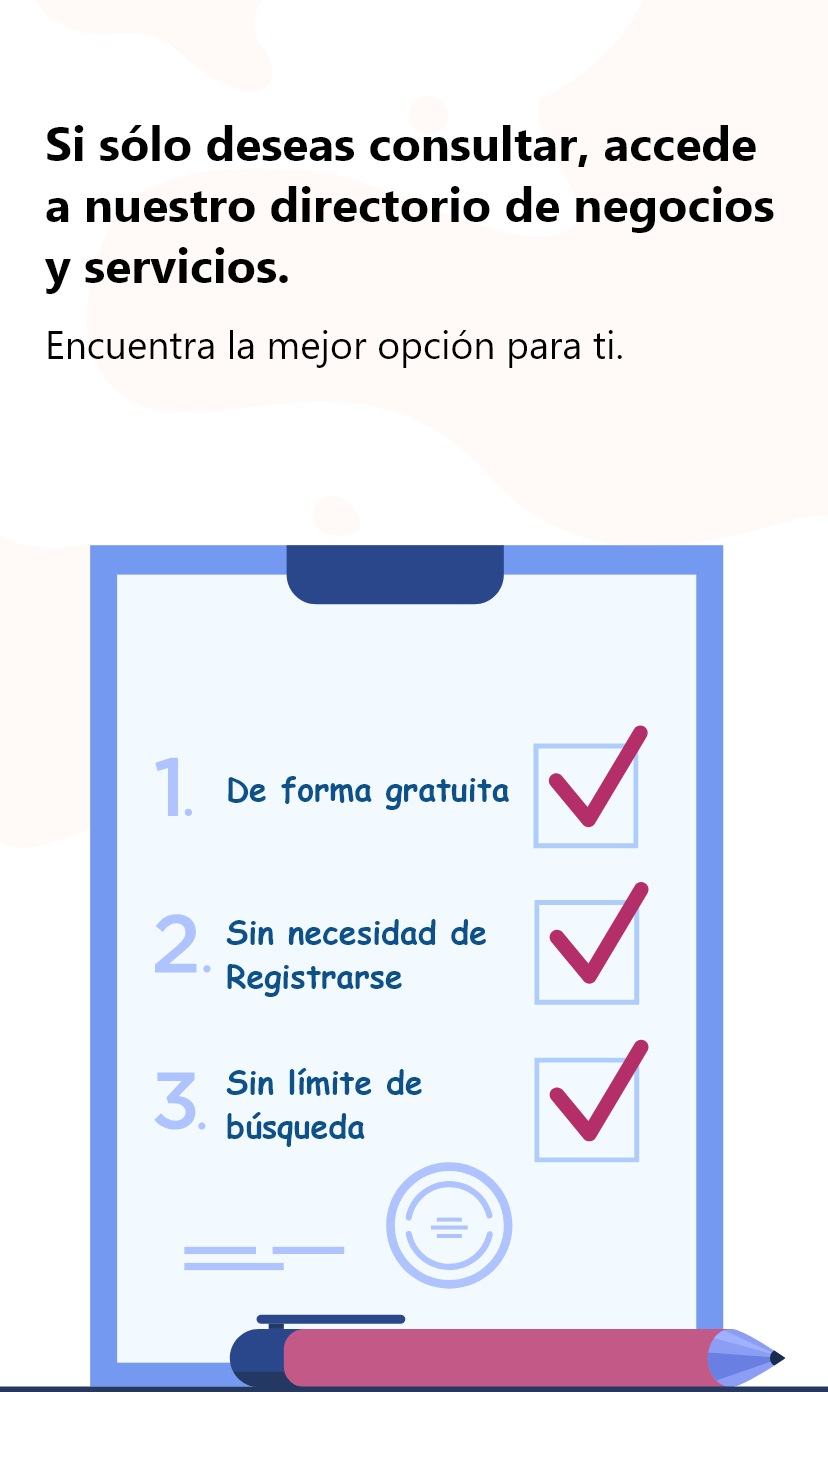 Si sólo deseas consultar, accede
a nuestro directorio de negocios
y servicios.
Encuentra la mejor opción para ti.
1. De forma gratuita
2. Sin necesidad de
Registrarse
3. Sin límite de
búsqueda